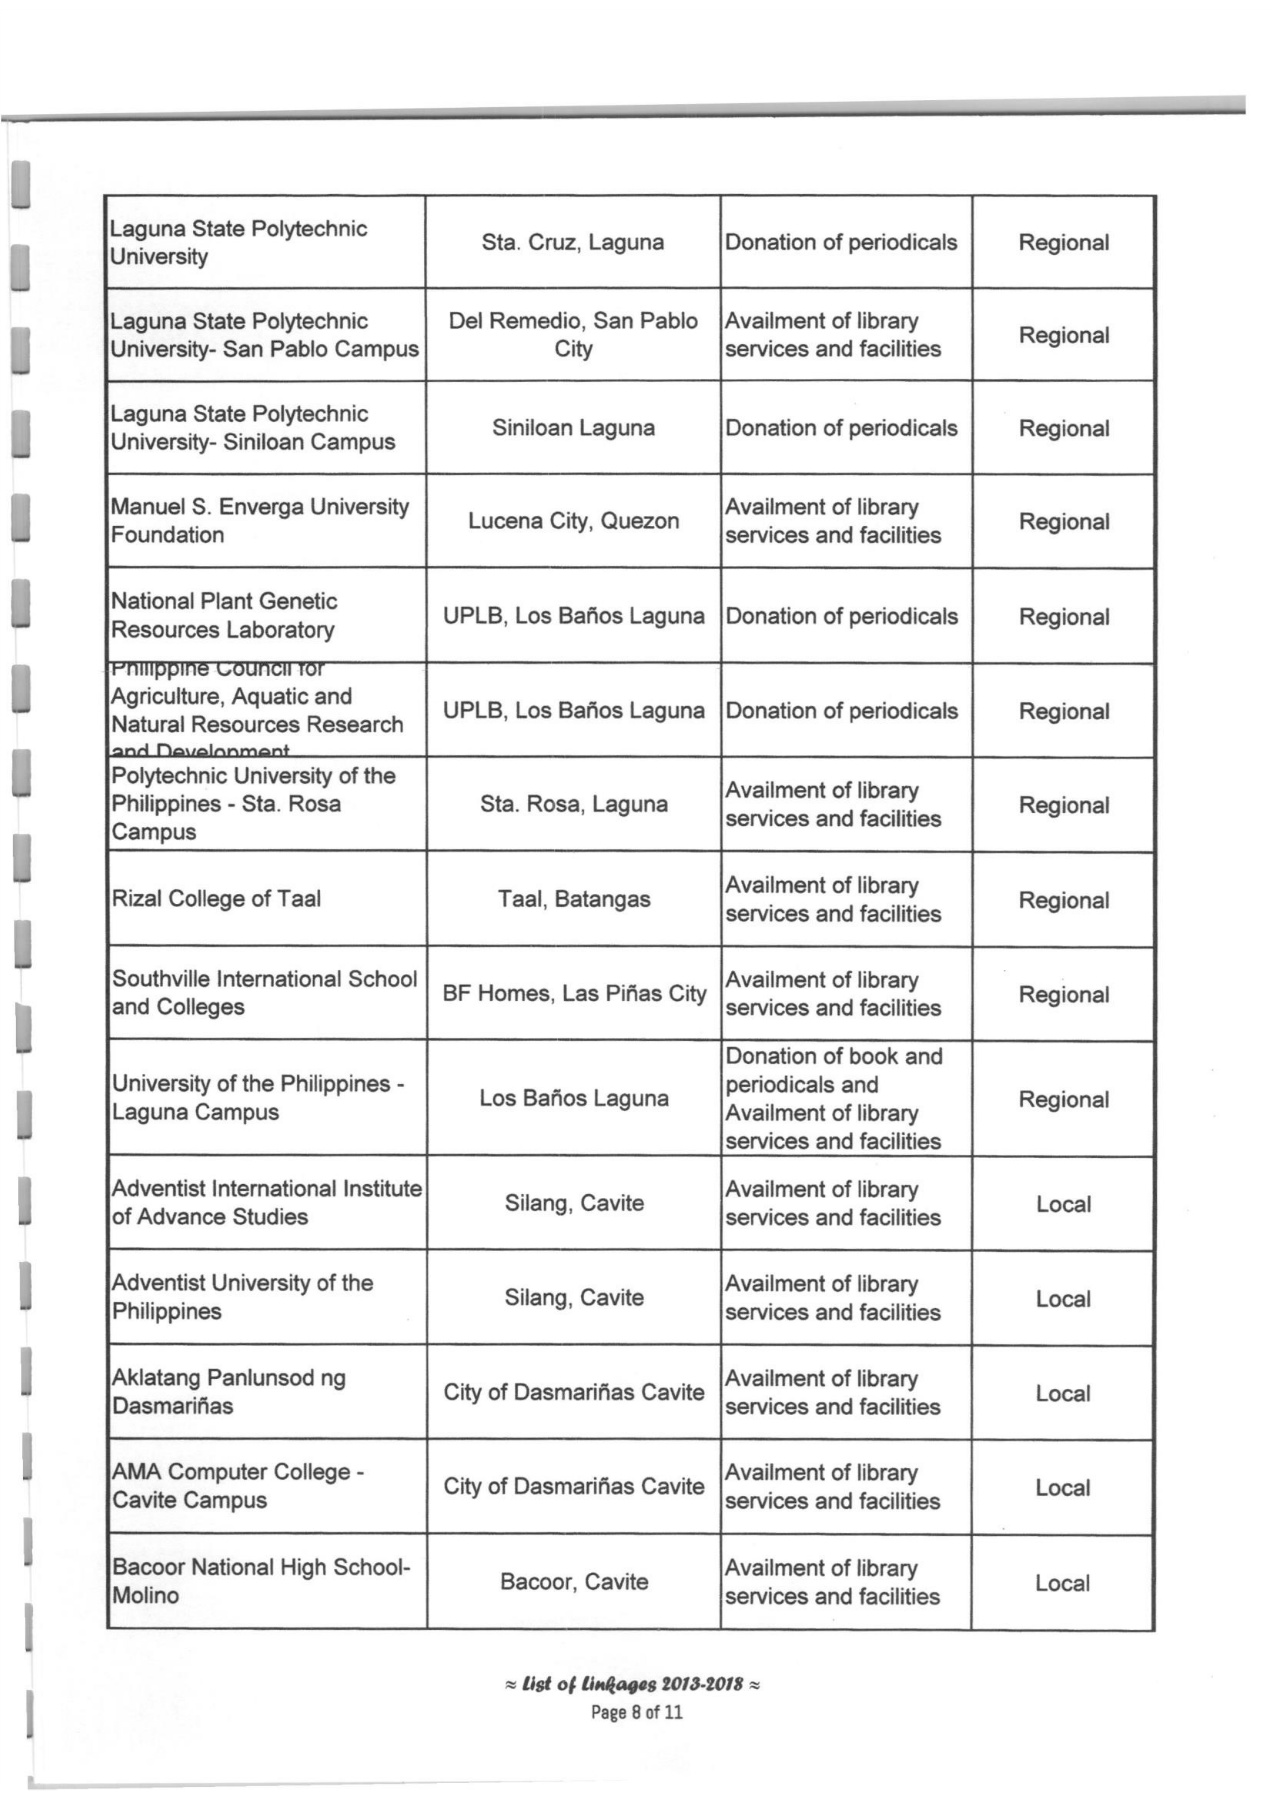 Laguna State Polytechnic
University
Sta. Cruz, Laguna
Donation of periodicals
Regional
Laguna State Polytechnic
University- San Pablo Campus
Del Remedio, San Pablo
City
Availment of library
services and facilities
Regional
Laguna State Polytechnic
University- Siniloan Campus
Siniloan Laguna
Donation of periodicals
Regional
Manuel S. Enverga University
Foundation
Lucena City, Quezon
Availment of library
services and facilities
Regional
National Plant Genetic
Resources Laboratory
UPLB, Los Baños Laguna
Donation of periodicals
Regional
Philippine Council for
Agriculture, Aquatic and
Natural Resources Research
and Development
UPLB, Los Baños Laguna
Donation of periodicals
Regional
Polytechnic University of the
Philippines - Sta. Rosa
Campus
Sta. Rosa, Laguna
Availment of library
services and facilities
Regional
Rizal College of Taal
Taal, Batangas
Availment of library
services and facilities
Regional
Southville International School
and Colleges
BF Homes, Las Piñas City
Availment of library
services and facilities
Regional
University of the Philippines -
Laguna Campus
Los Baños Laguna
Donation of book and
periodicals and
Availment of library
services and facilities
Regional
Adventist International Institute
of Advance Studies
Silang, Cavite
Availment of library
services and facilities
Local
Adventist University of the
Philippines
Silang, Cavite
Availment of library
services and facilities
Local
Aklatang Panlunsod ng
Dasmariñas
City of Dasmariñas Cavite
Availment of library
services and facilities
Local
AMA Computer College -
Cavite Campus
City of Dasmariñas Cavite
Availment of library
services and facilities
Local
Bacoor National High School-
Molino
Bacoor, Cavite
Availment of library
services and facilities
Local
≈ List of linkages 2013-2018 ≈
Page 8 of 11